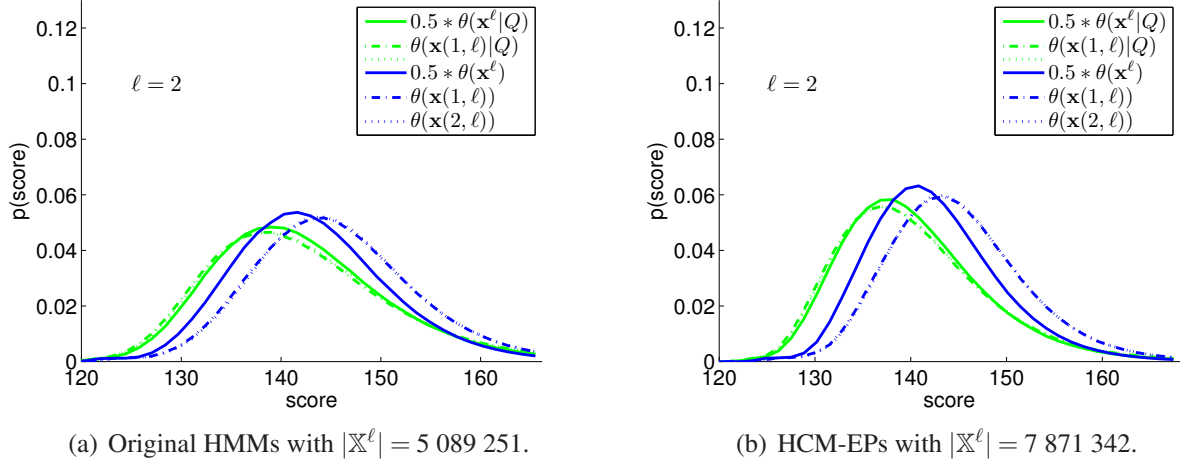 0.12
0.1
0.08
0.06
0.04
0.02
0
p(score)
ℓ = 2
0.5 ∗ θ(x^ℓ|Q)
θ(x(1, ℓ)|Q)
0.5 ∗ θ(x^ℓ)
θ(x(1, ℓ))
θ(x(2, ℓ))
120 130 140 150 160
score
(a) Original HMMs with |𝕏^ℓ| = 5 089 251.
0.12
0.1
0.08
0.06
0.04
0.02
0
p(score)
ℓ = 2
0.5 ∗ θ(x^ℓ|Q)
θ(x(1, ℓ)|Q)
0.5 ∗ θ(x^ℓ)
θ(x(1, ℓ))
θ(x(2, ℓ))
120 130 140 150 160
score
(b) HCM-EPs with |𝕏^ℓ| = 7 871 342.